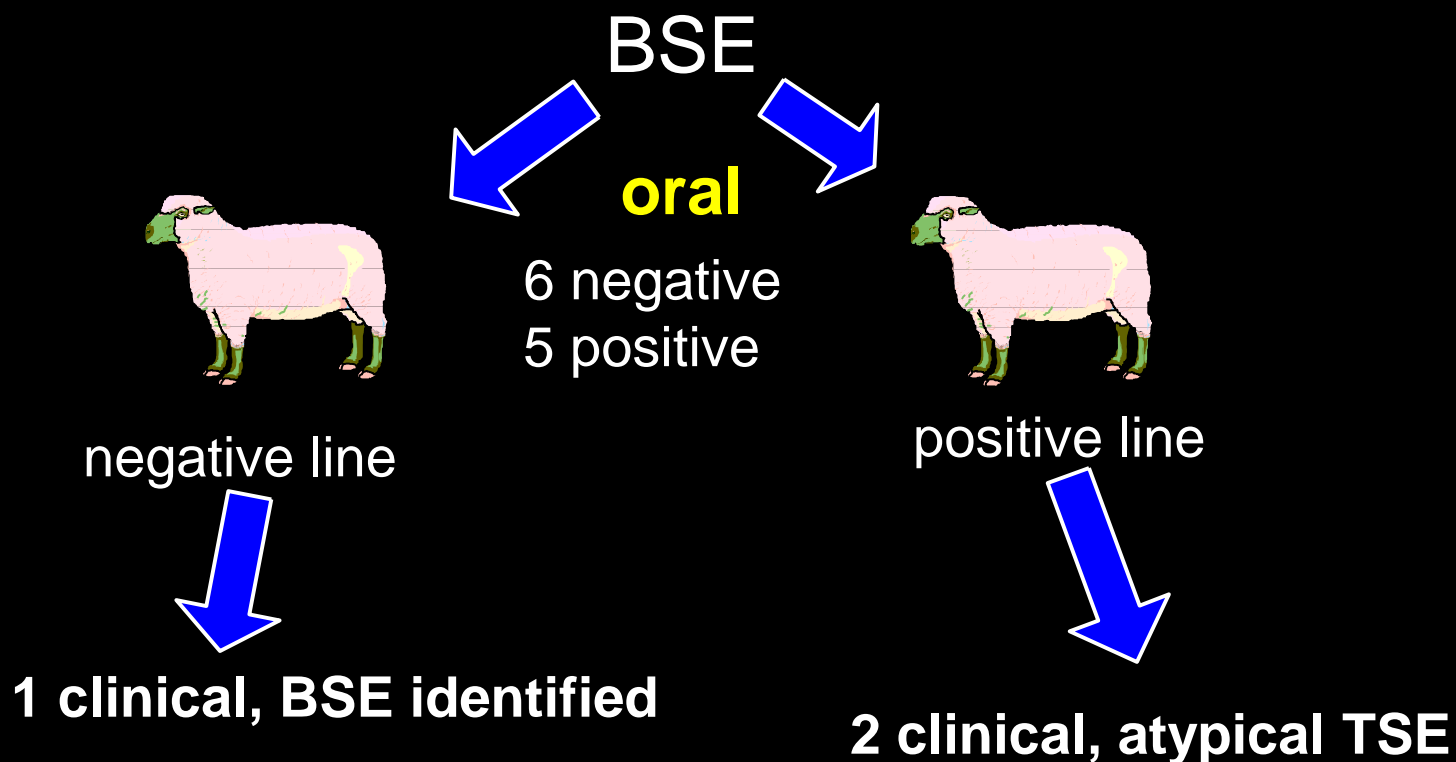 BSE
oral
6 negative
5 positive
negative line
positive line
1 clinical, BSE identified
2 clinical, atypical TSE